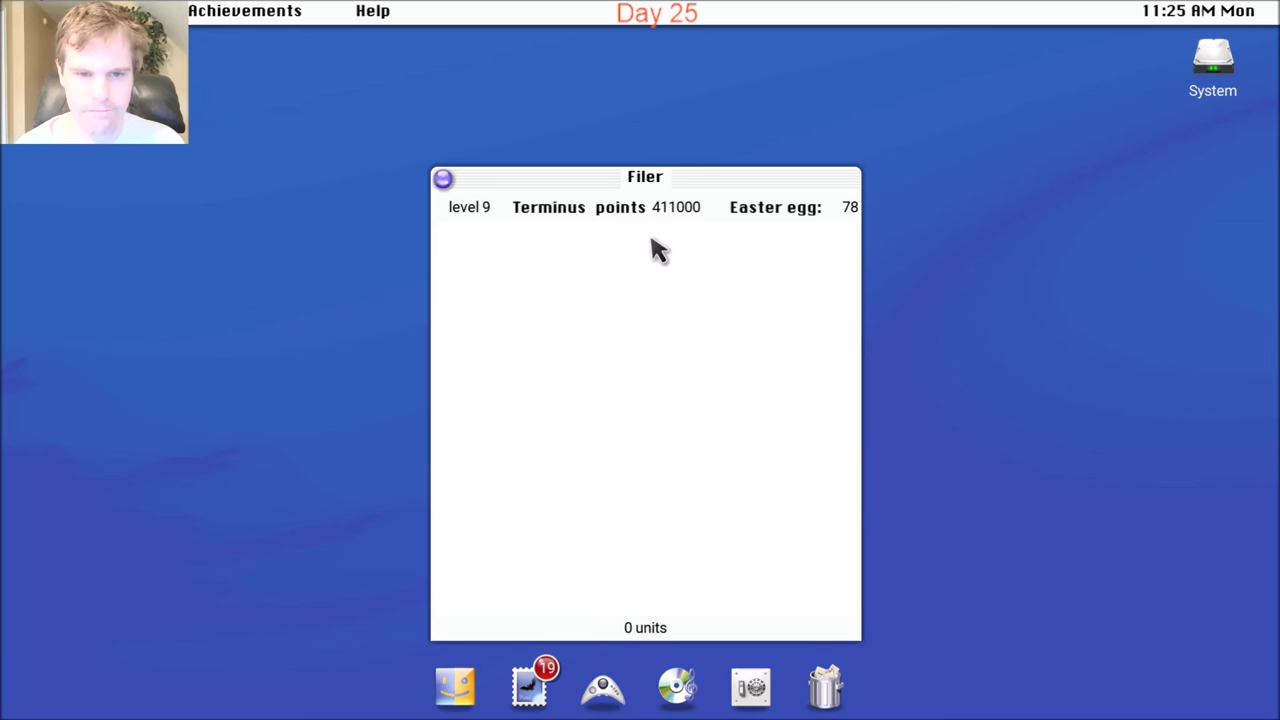 Achievements Help Day 25 11:25 AM Mon
System
Filer
level 9 Terminus points 411000 Easter egg: 78
0 units
19